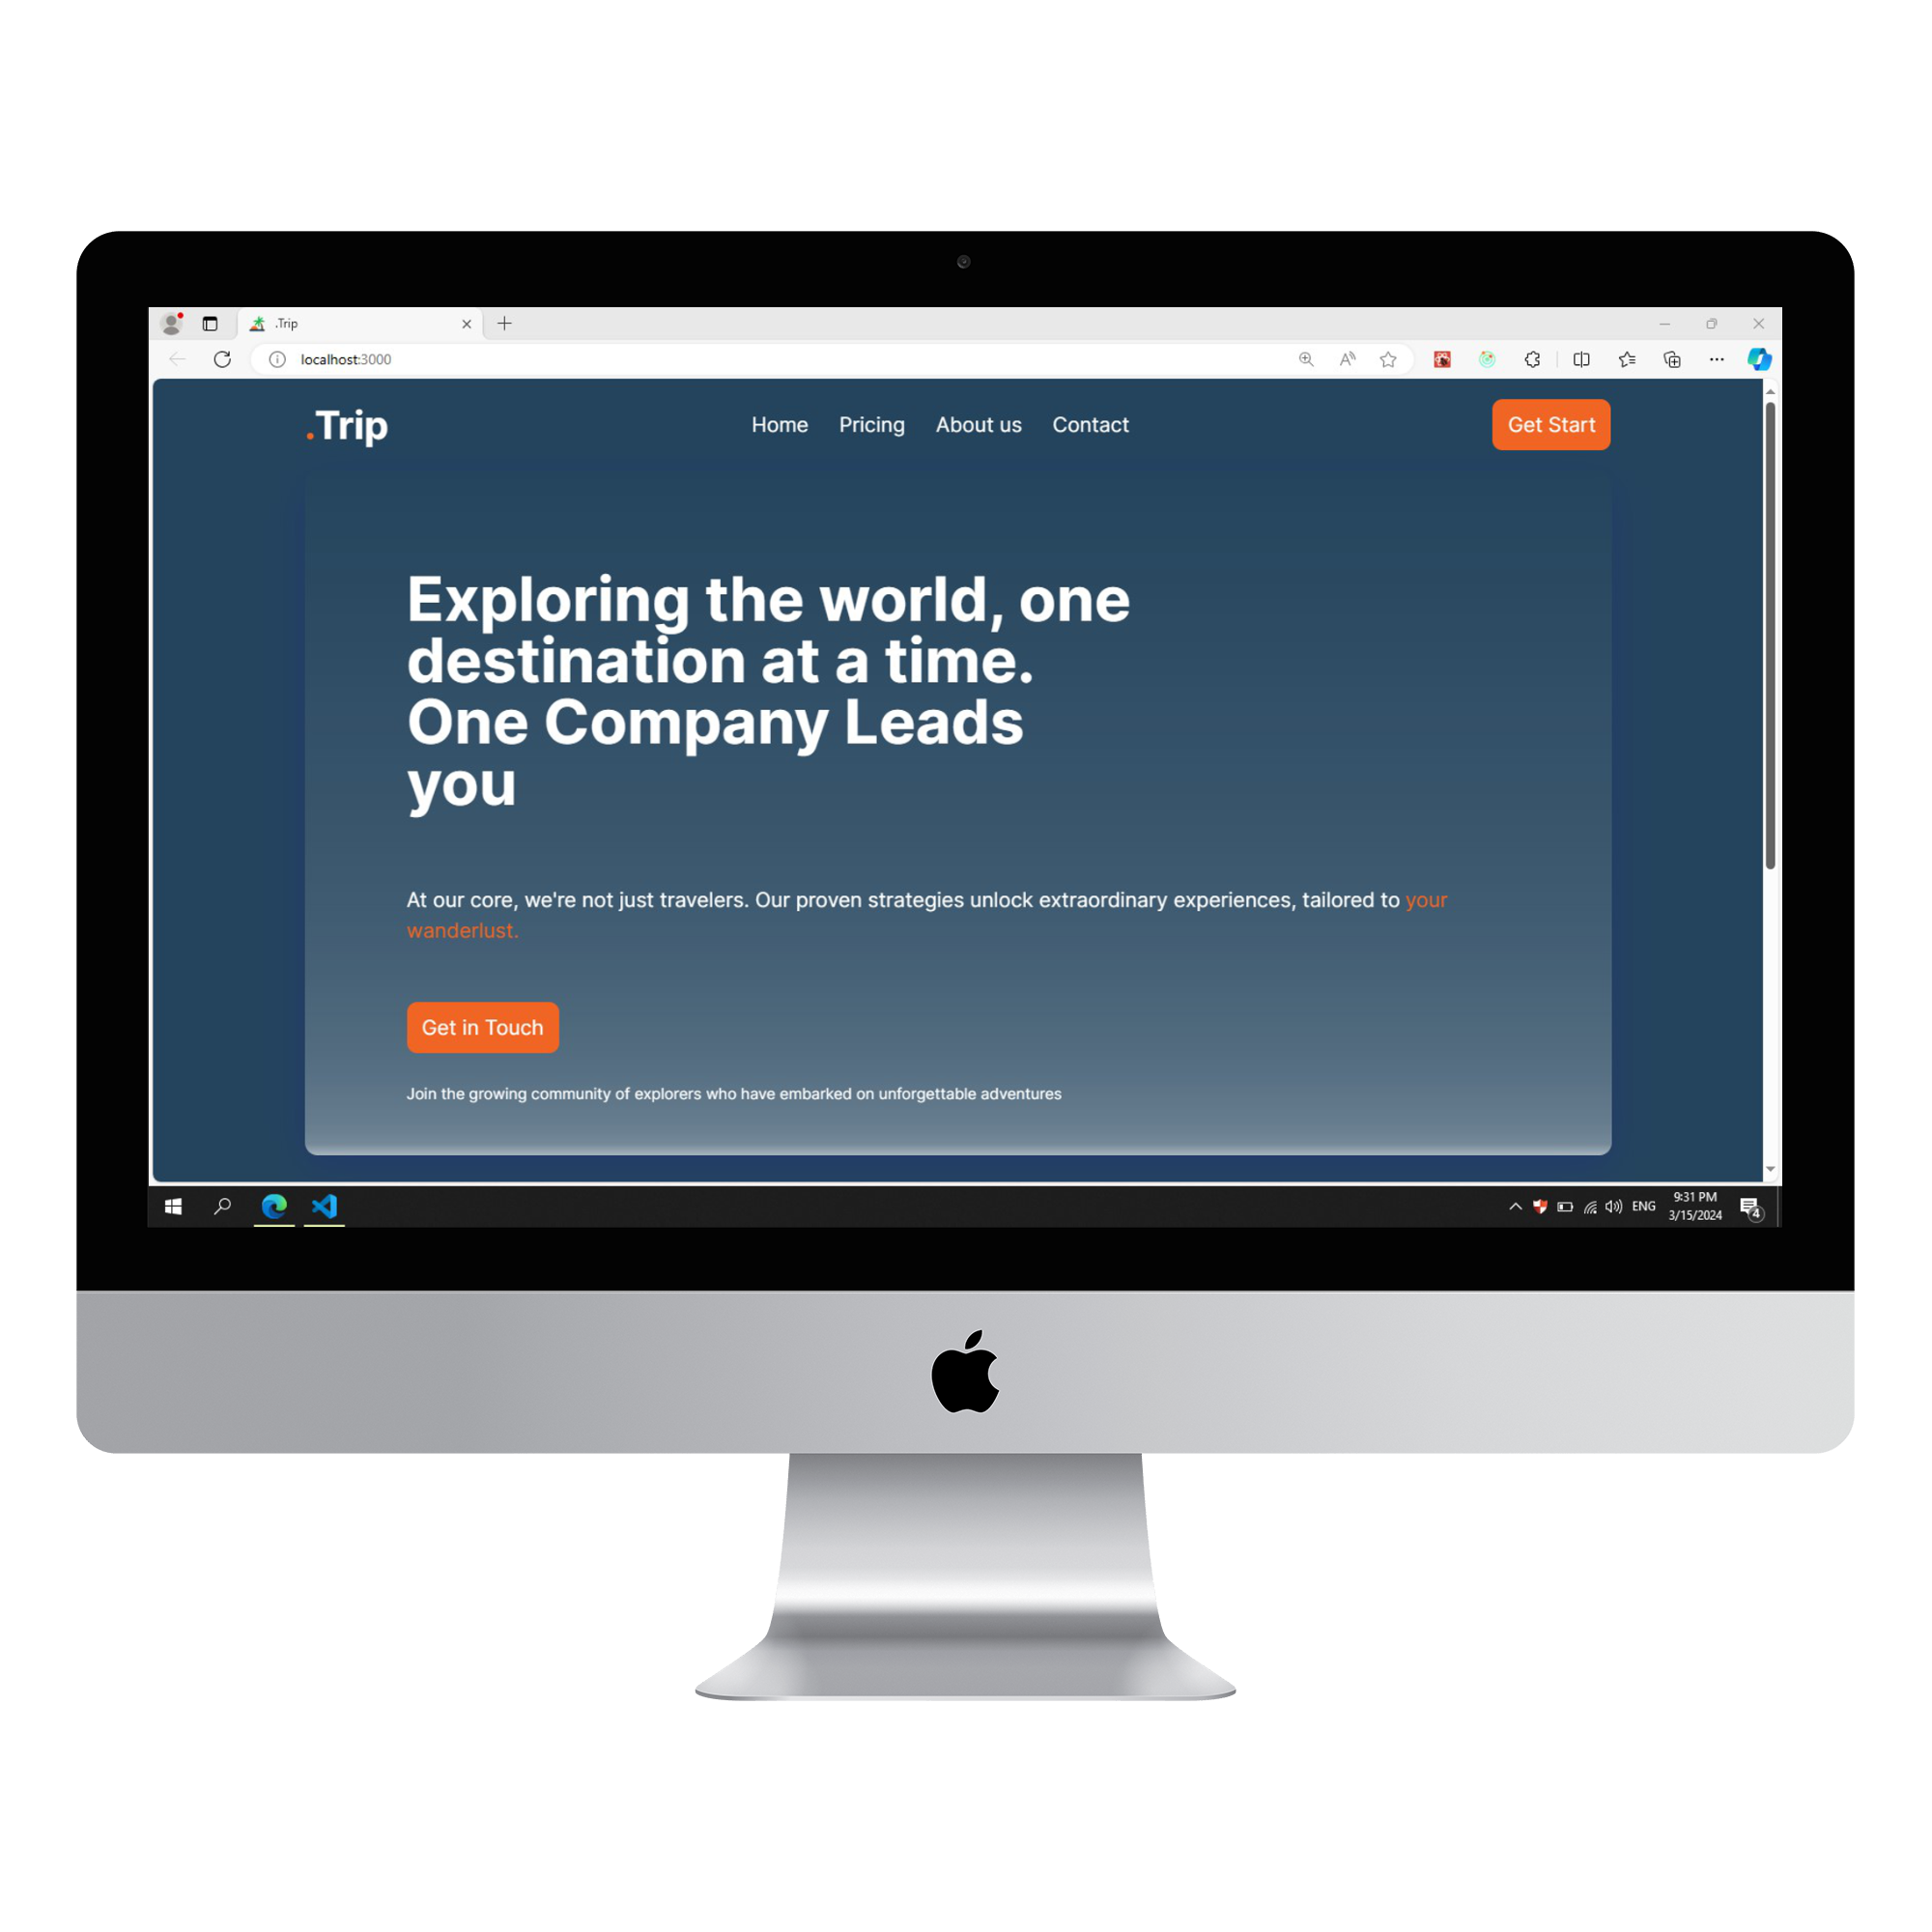 .Trip
localhost:3000
.Trip
Home Pricing About us Contact
Get Start
Exploring the world, one
destination at a time.
One Company Leads
you
At our core, we're not just travelers. Our proven strategies unlock extraordinary experiences, tailored to your
wanderlust.
Get in Touch
Join the growing community of explorers who have embarked on unforgettable adventures
ENG
9:31 PM
3/15/2024
4